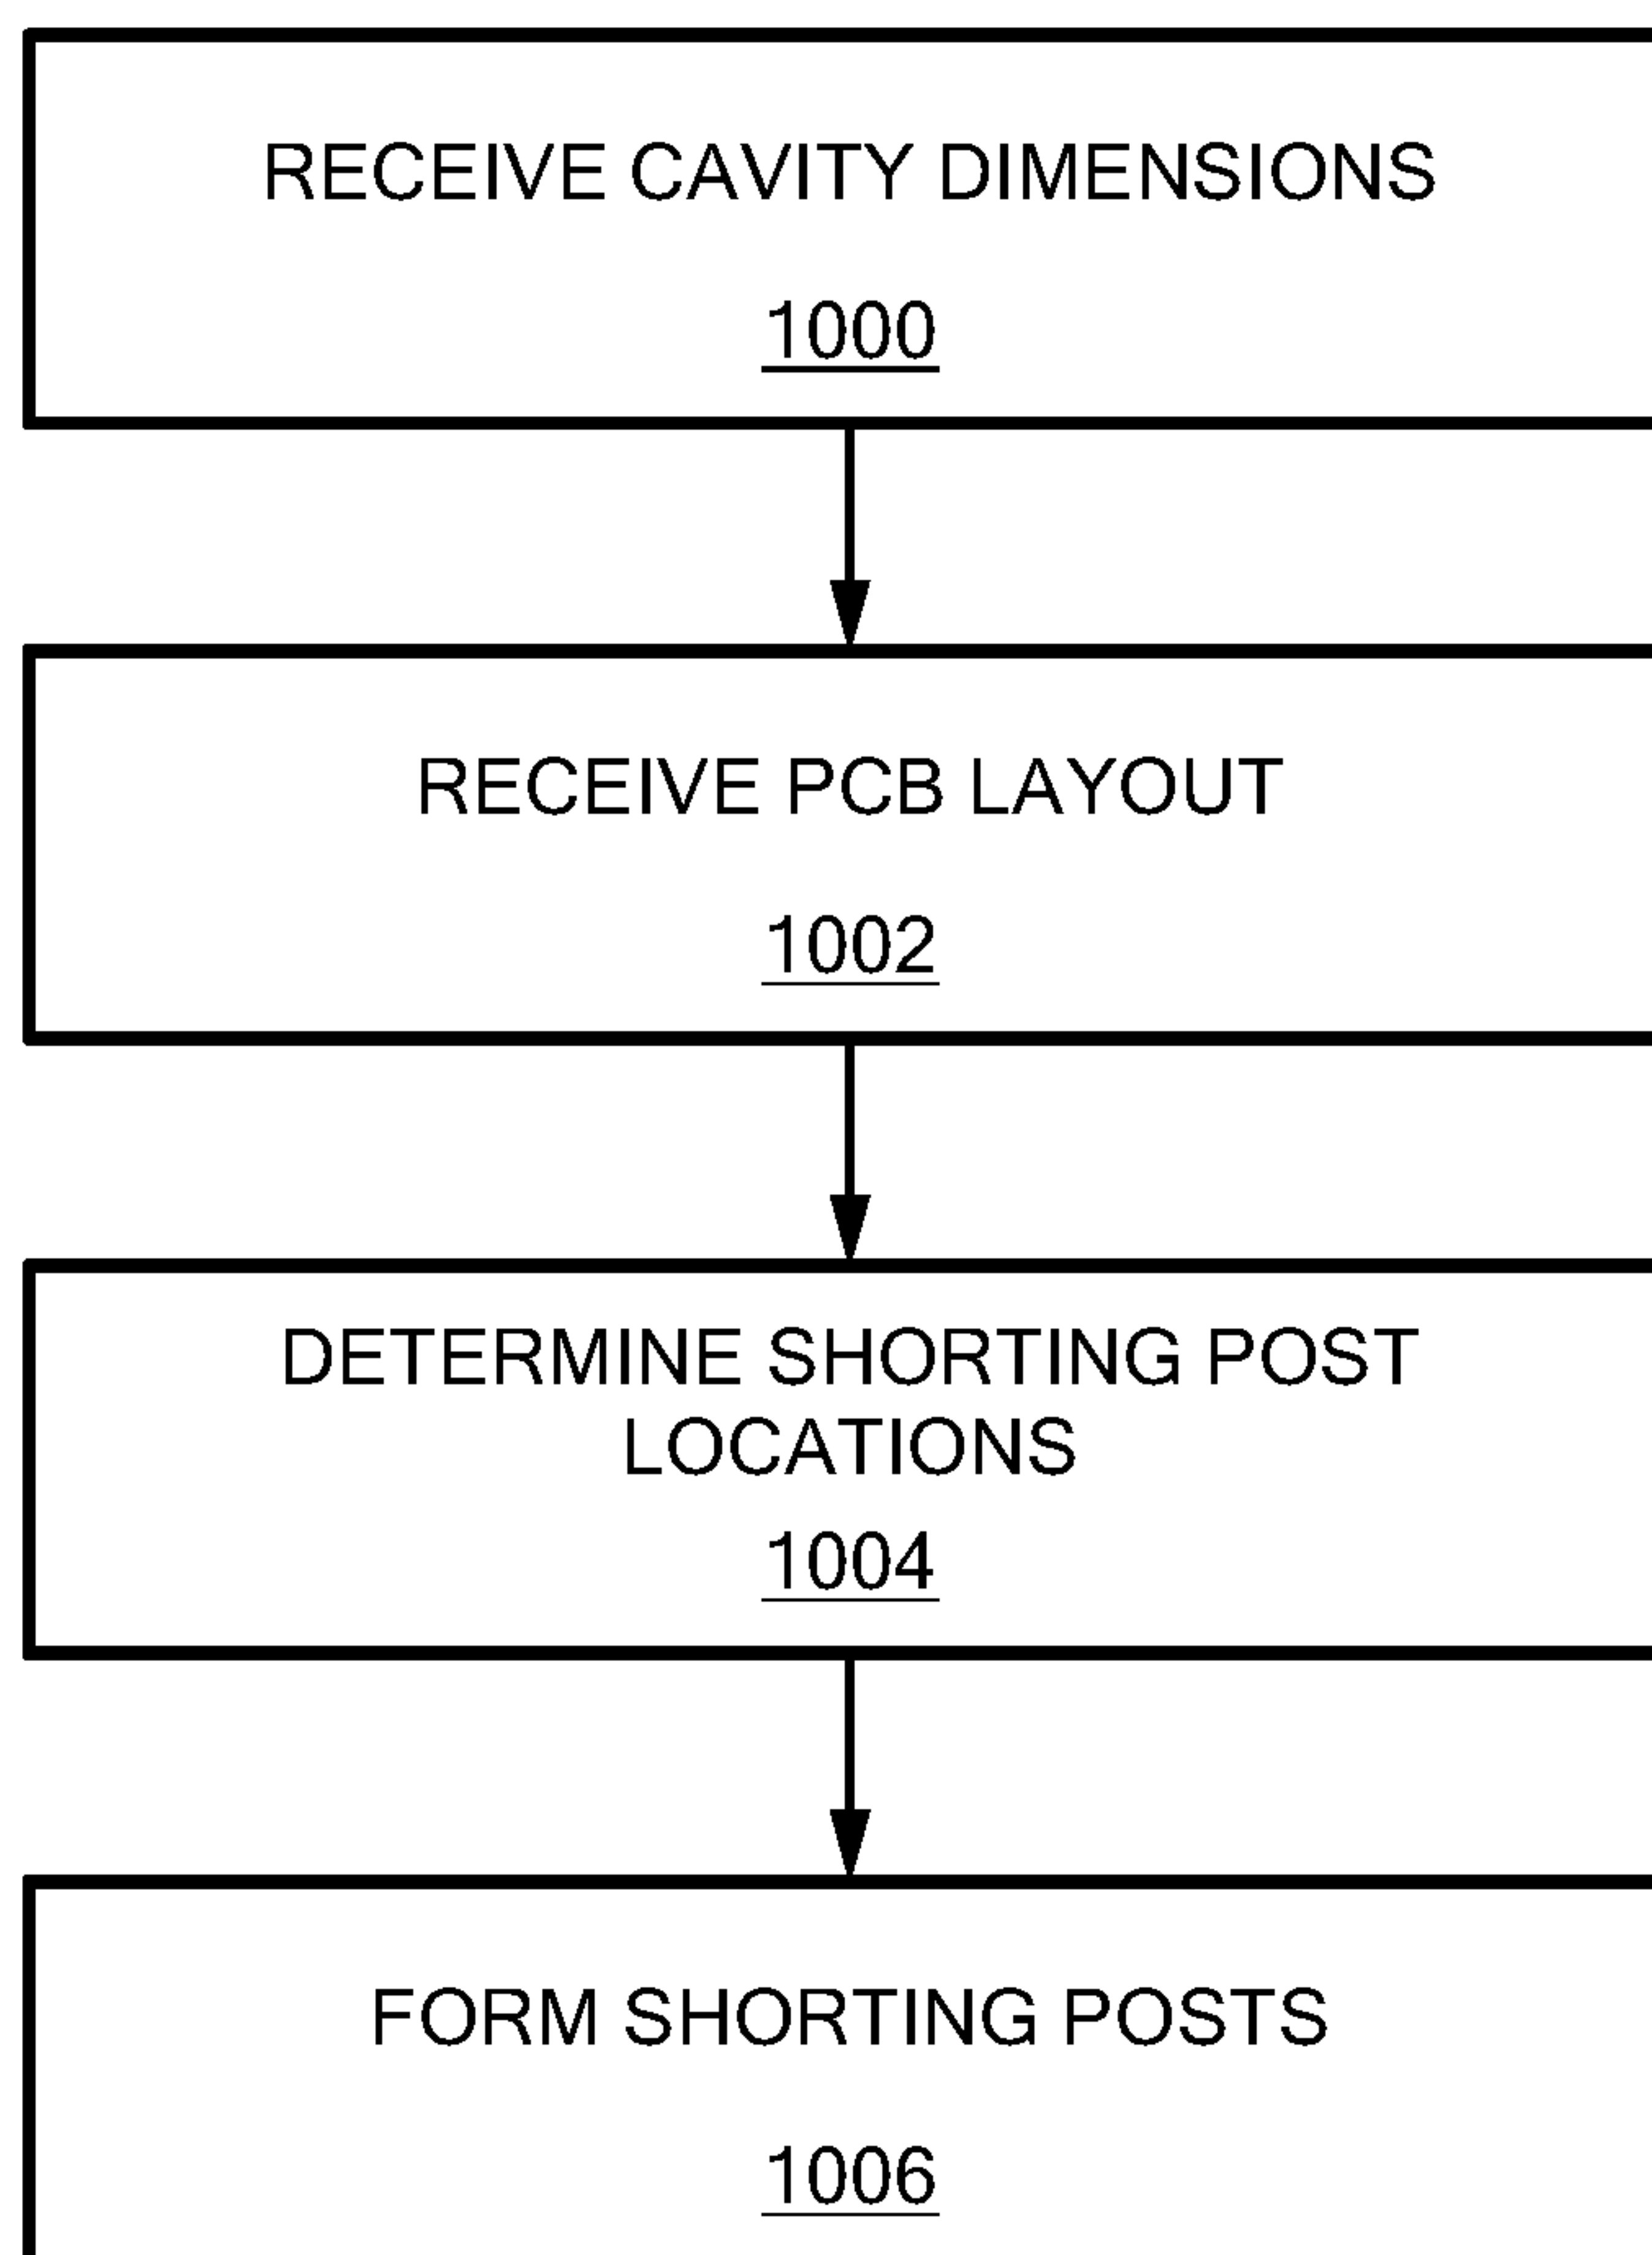 RECEIVE CAVITY DIMENSIONS
1000
RECEIVE PCB LAYOUT
1002
DETERMINE SHORTING POST
LOCATIONS
1004
FORM SHORTING POSTS
1006